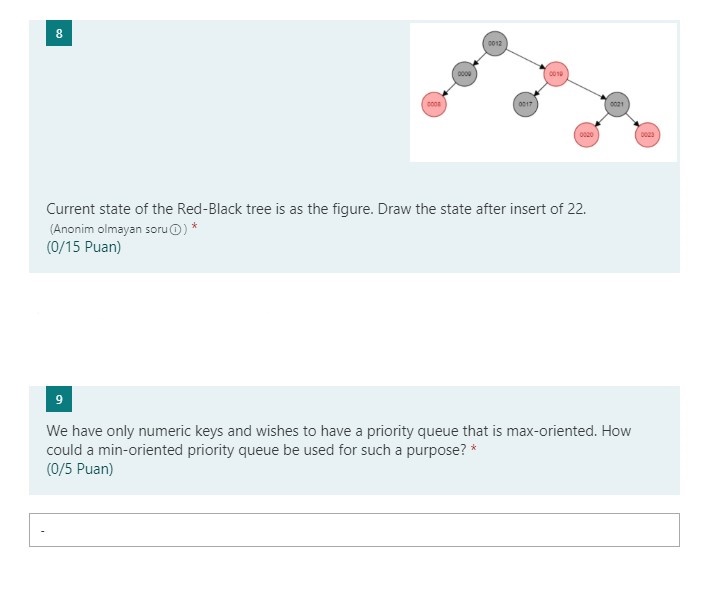 8
0012
0009
0019
0008
0017
0021
0020
0023
Current state of the Red-Black tree is as the figure. Draw the state after insert of 22.
(Anonim olmayan soruⓘ) *
(0/15 Puan)
9
We have only numeric keys and wishes to have a priority queue that is max-oriented. How
could a min-oriented priority queue be used for such a purpose? *
(0/5 Puan)
-